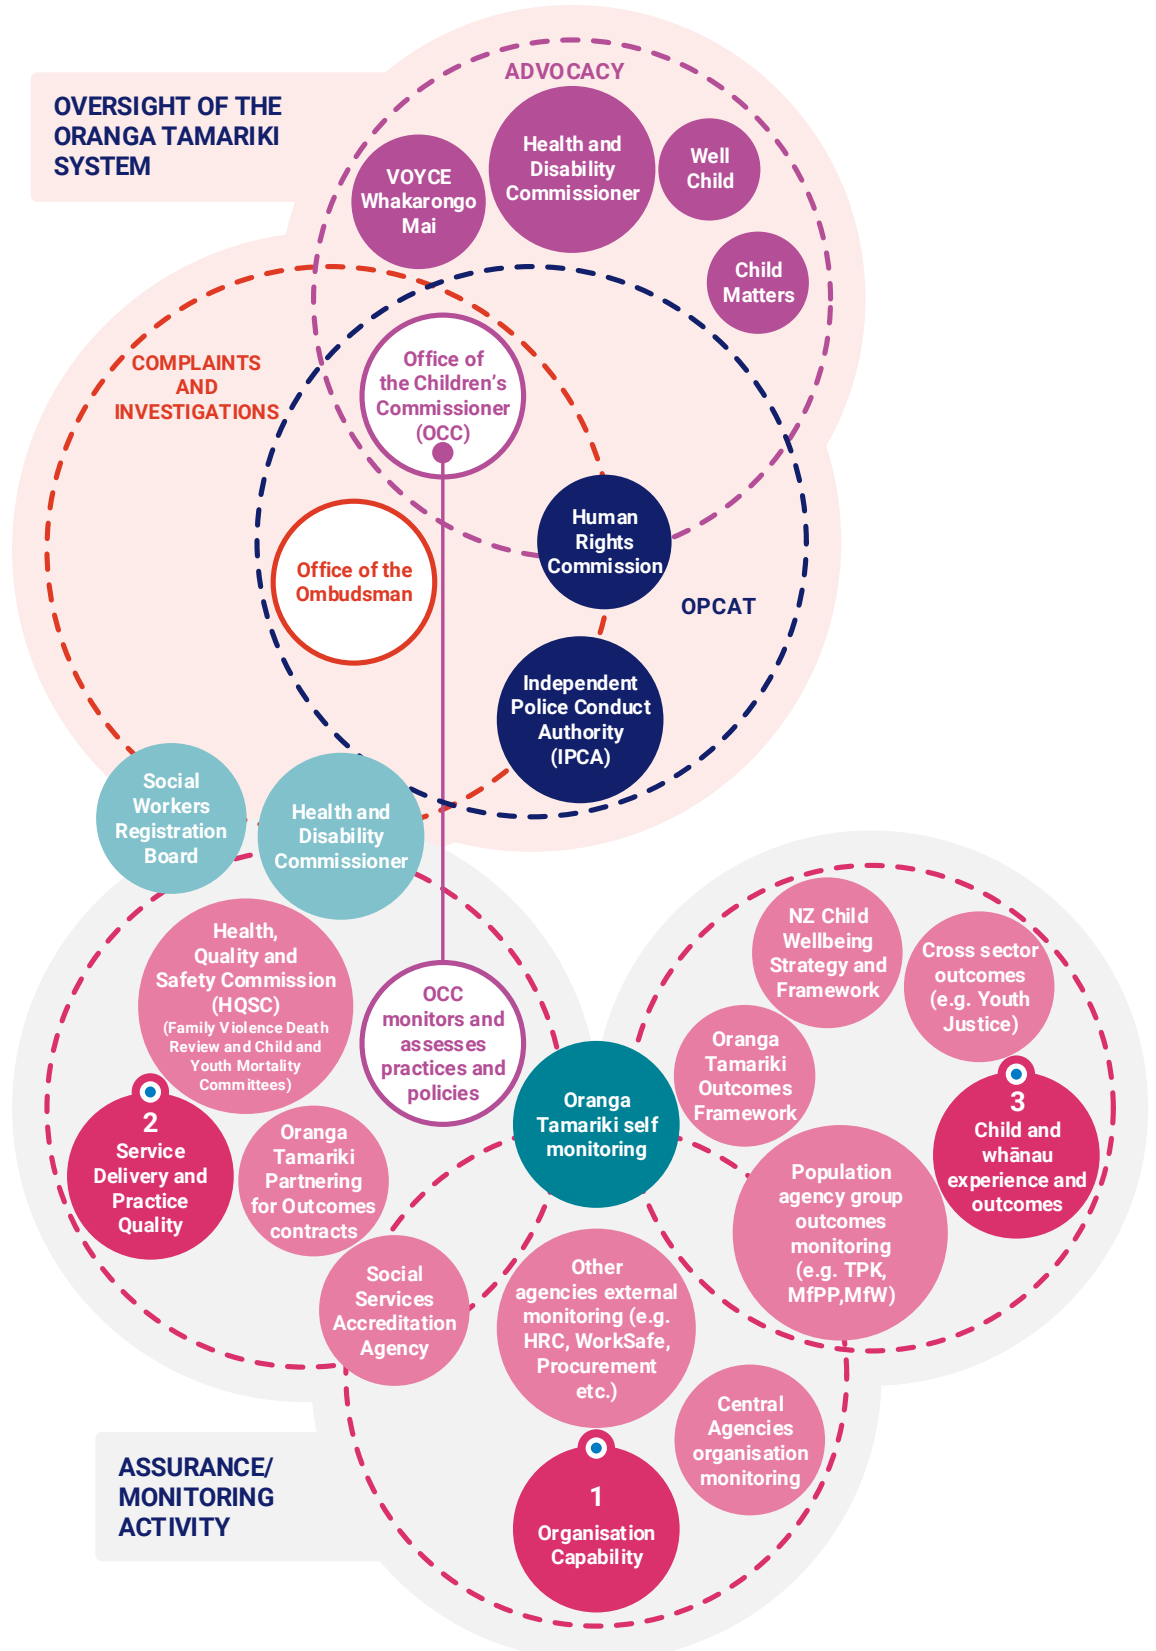 OVERSIGHT OF THE
ORANGA TAMARIKI
SYSTEM
ADVOCACY
VOYCE
Whakarongo
Mai
Health and
Disability
Commissioner
Well
Child
Child
Matters
COMPLAINTS
AND
INVESTIGATIONS
Office of
the Children’s
Commissioner
(OCC)
Human
Rights
Commission
Office of the
Ombudsman
OPCAT
Independent
Police Conduct
Authority
(IPCA)
Social
Workers
Registration
Board
Health and
Disability
Commissioner
Health,
Quality and
Safety Commission
(HQSC)
(Family Violence Death
Review and Child and
Youth Mortality
Committees)
OCC
monitors and
assesses
practices and
policies
NZ Child
Wellbeing
Strategy and
Framework
Cross sector
outcomes
(e.g. Youth
Justice)
Oranga
Tamariki
Outcomes
Framework
Oranga
Tamariki self
monitoring
2
Service
Delivery and
Practice
Quality
Oranga
Tamariki
Partnering
for Outcomes
contracts
3
Child and
whānau
experience and
outcomes
Population
agency group
outcomes
monitoring
(e.g. TPK,
MfPP,MfW)
Social
Services
Accreditation
Agency
Other
agencies external
monitoring (e.g.
HRC, WorkSafe,
Procurement
etc.)
Central
Agencies
organisation
monitoring
ASSURANCE/
MONITORING
ACTIVITY
1
Organisation
Capability